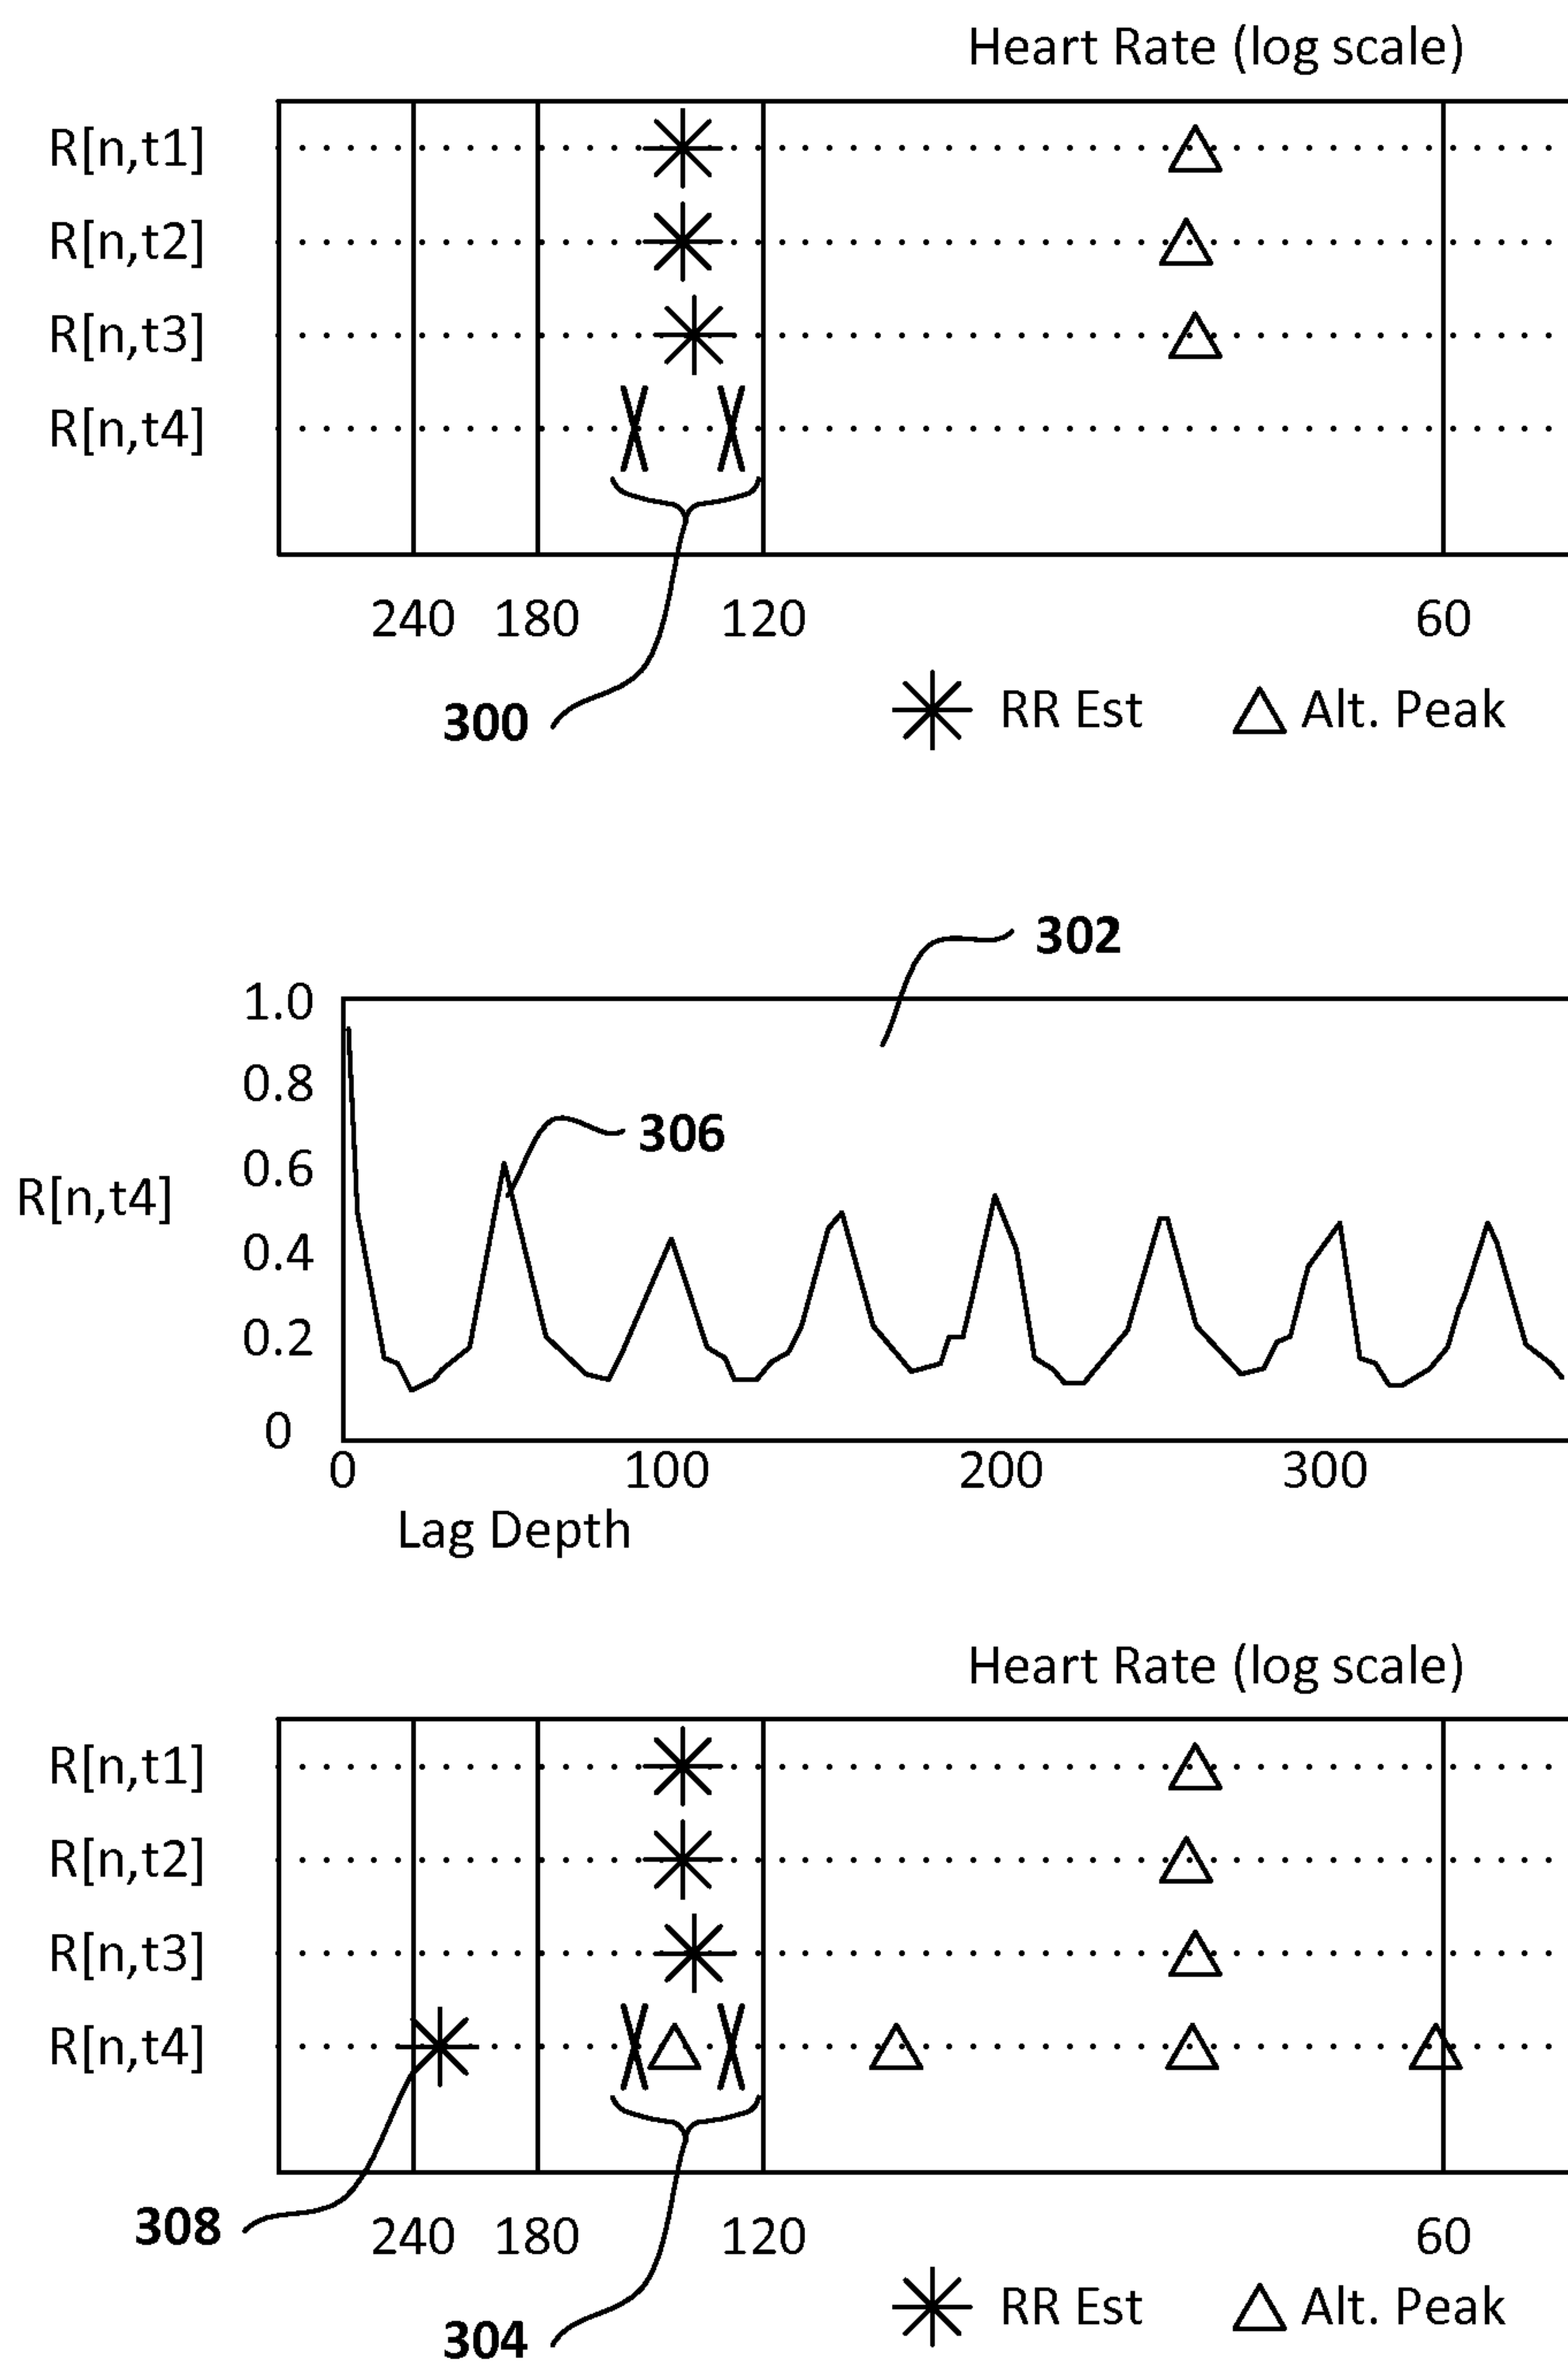 Heart Rate (log scale)
R[n,t1]
R[n,t2]
R[n,t3]
R[n,t4]
240 180 120 60
300
RR Est Alt. Peak
302
1.0
0.8
306
0.6
R[n,t4]
0.4
0.2
0
0 100 200 300
Lag Depth
Heart Rate (log scale)
R[n,t1]
R[n,t2]
R[n,t3]
R[n,t4]
308 240 180 120 60
RR Est Alt. Peak
304